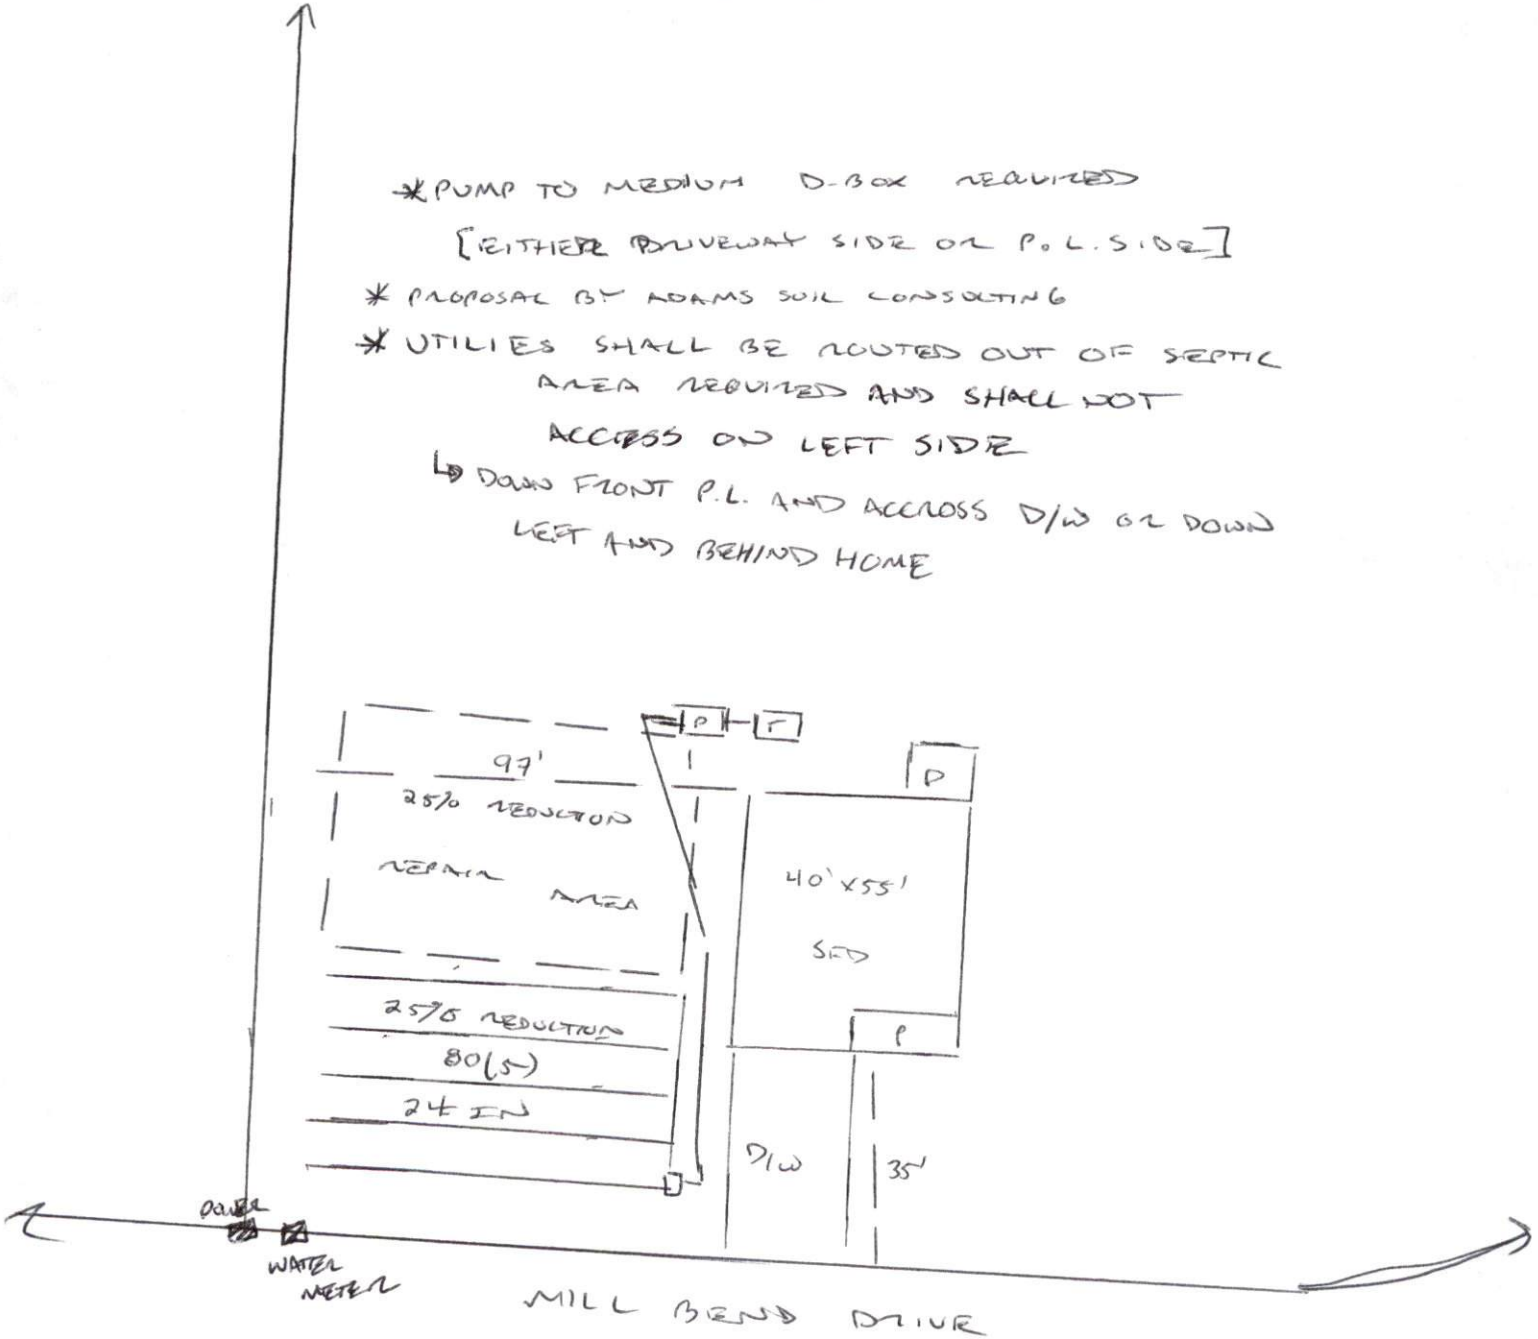 * PUMP TO MEDIUM D-BOX REQUIRED
[EITHER DRIVEWAY SIDE OR P.L. SIDE]
* PROPOSAL BY ADAMS SOIL CONSULTING
* UTILIES SHALL BE ROUTED OUT OF SEPTIC
AREA REQUIRED AND SHALL NOT
ACCESS ON LEFT SIDE
↳ DOWN FRONT P.L. AND ACCROSS D/W OR DOWN
LEFT AND BEHIND HOME
P
T
97'
D
25% REDUCTION
REPAIR AREA
40' X 55'
SFD
25% REDUCTION
P
80(5)
24 IN
D/W
35'
POWER
WATER
METER
MILL BEND DRIVE